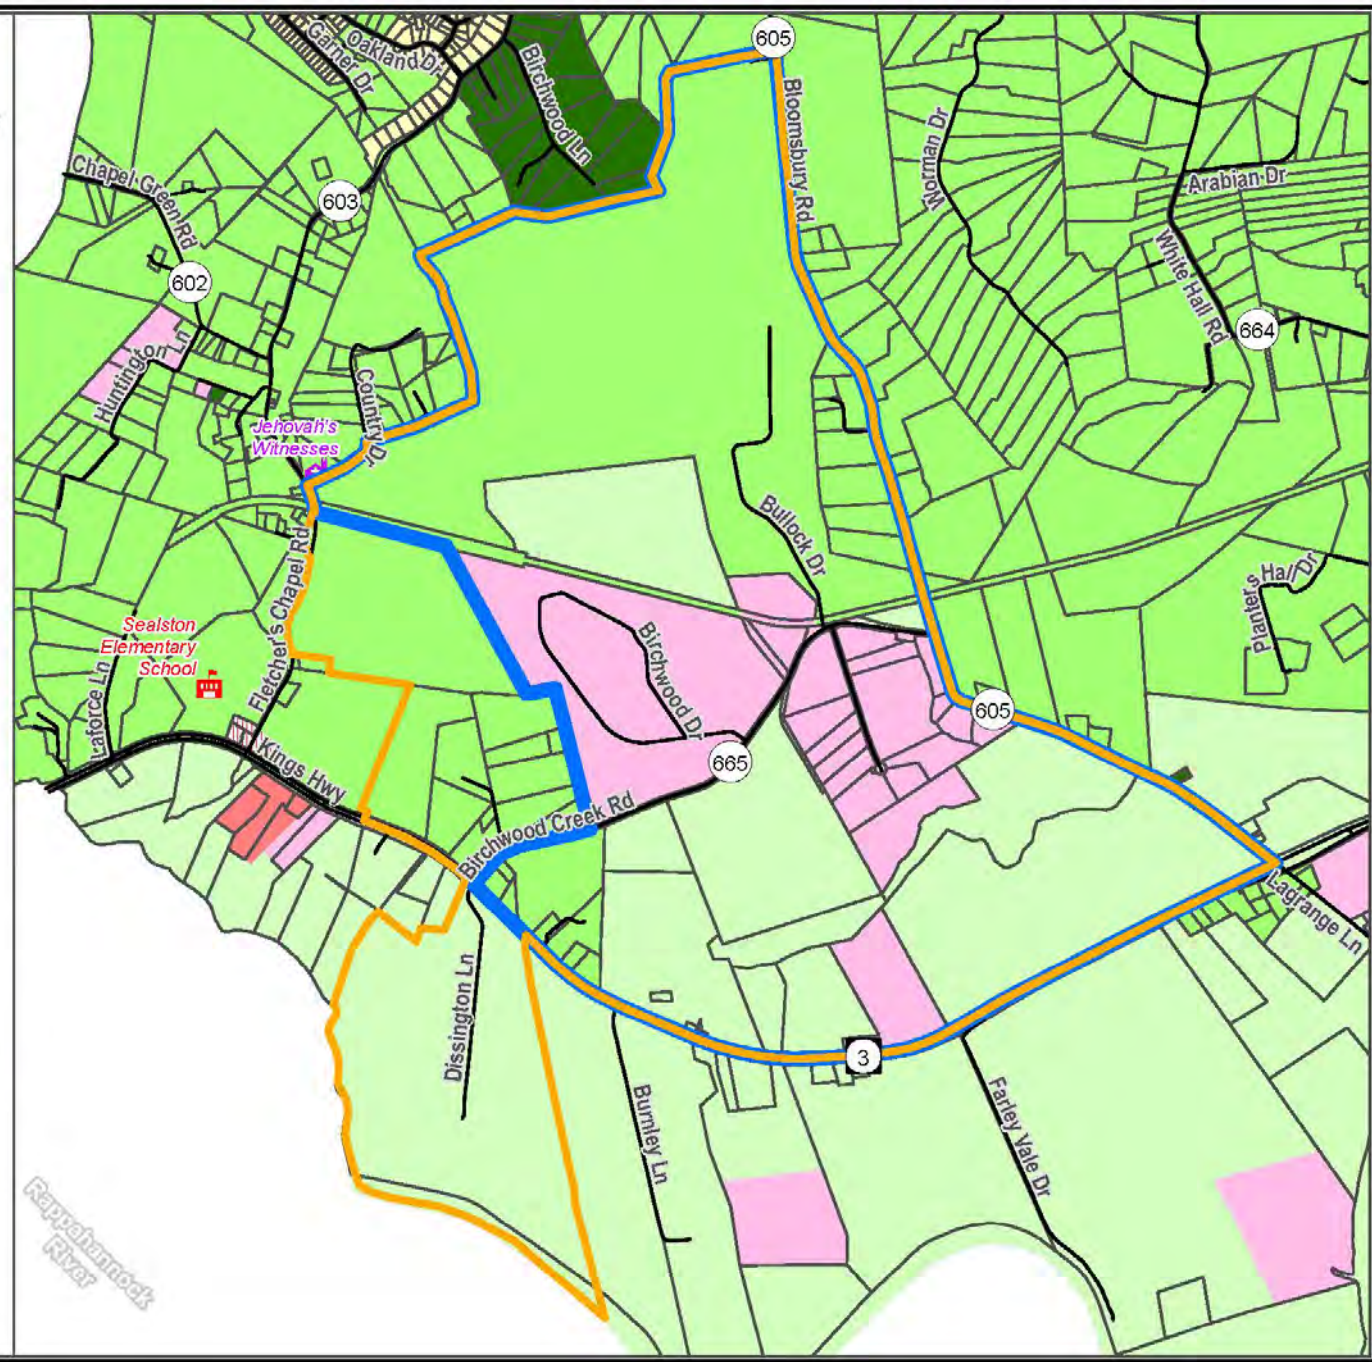 605
Oakland Dr
Garner Dr
Birchwood Ln
Bloomsbury Rd
Worman Dr
Arabian Dr
Chapel Green Rd
603
602
White Hall Rd
664
Huntington Ln
Country Dr
Jehovah's
Witnesses
Bullock Dr
Fletcher's Chapel Rd
Planters Hall Dr
Sealston
Elementary
School
Laforce Ln
Birchwood Dr
605
Kings Hwy
665
Birchwood Creek Rd
Lagrange Ln
Dissington Ln
3
Burnley Ln
Farley Vale Dr
Rappahannock
River